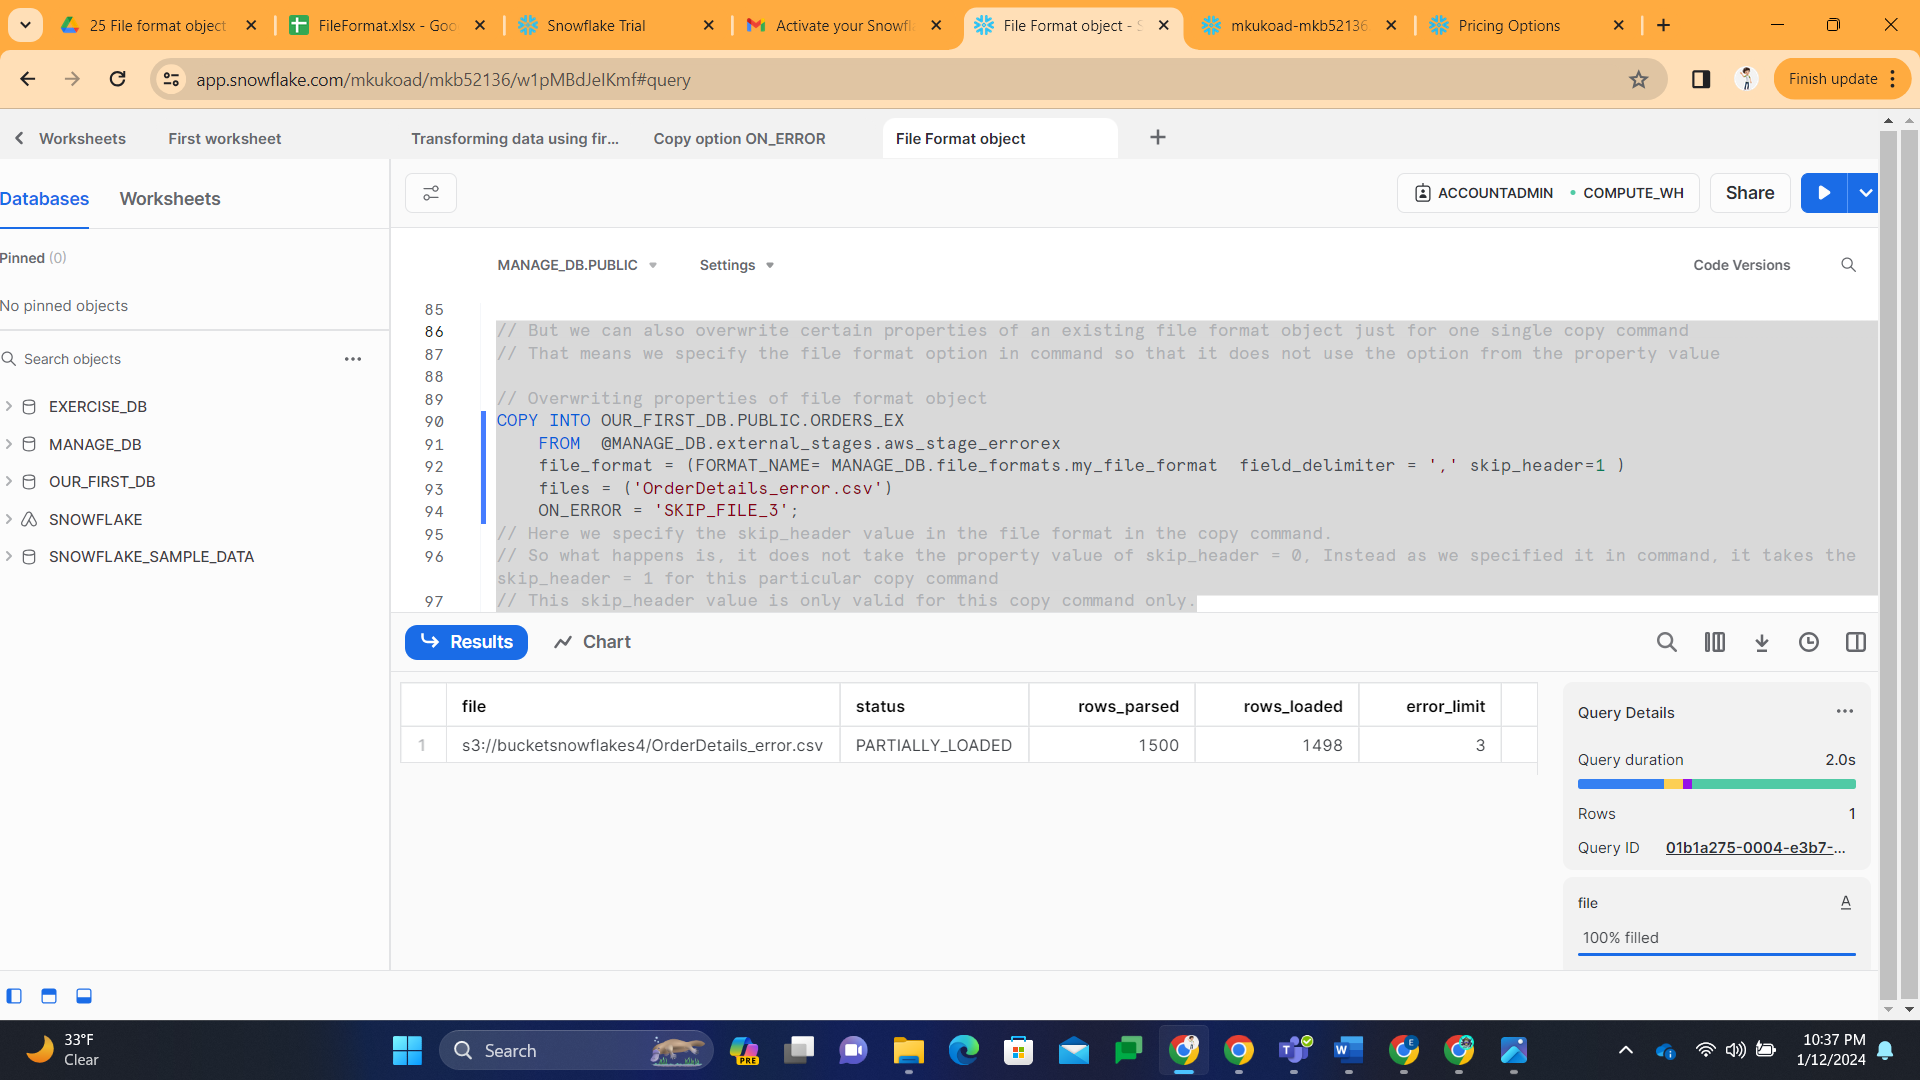 25 File format object
FileFormat.xlsx - Goo
Snowflake Trial
Activate your Snowfl
File Format object - S
mkukoad-mkb52136
Pricing Options
app.snowflake.com/mkukoad/mkb52136/w1pMBdJeIKmf#query
Finish update
Worksheets
First worksheet
Transforming data using fir...
Copy option ON_ERROR
File Format object
Databases
Worksheets
ACCOUNTADMIN
COMPUTE_WH
Share
Pinned (0)
No pinned objects
Search objects
EXERCISE_DB
MANAGE_DB
OUR_FIRST_DB
SNOWFLAKE
SNOWFLAKE_SAMPLE_DATA
MANAGE_DB.PUBLIC
Settings
Code Versions
85
86 // But we can also overwrite certain properties of an existing file format object just for one single copy command
87 // That means we specify the file format option in command so that it does not use the option from the property value
88
89 // Overwriting properties of file format object
90 COPY INTO OUR_FIRST_DB.PUBLIC.ORDERS_EX
91 FROM @MANAGE_DB.external_stages.aws_stage_errorex
92 file_format = (FORMAT_NAME= MANAGE_DB.file_formats.my_file_format field_delimiter = ',' skip_header=1 )
93 files = ('OrderDetails_error.csv')
94 ON_ERROR = 'SKIP_FILE_3';
95 // Here we specify the skip_header value in the file format in the copy command.
96 // So what happens is, it does not take the property value of skip_header = 0, Instead as we specified it in command, it takes the
skip_header = 1 for this particular copy command
97 // This skip_header value is only valid for this copy command only.
Results
Chart
file status rows_parsed rows_loaded error_limit
1 s3://bucketsnowflakes4/OrderDetails_error.csv PARTIALLY_LOADED 1500 1498 3
Query Details
Query duration 2.0s
Rows 1
Query ID 01b1a275-0004-e3b7-...
file A
100% filled
33°F
Clear
Search
PRE
10:37 PM
1/12/2024